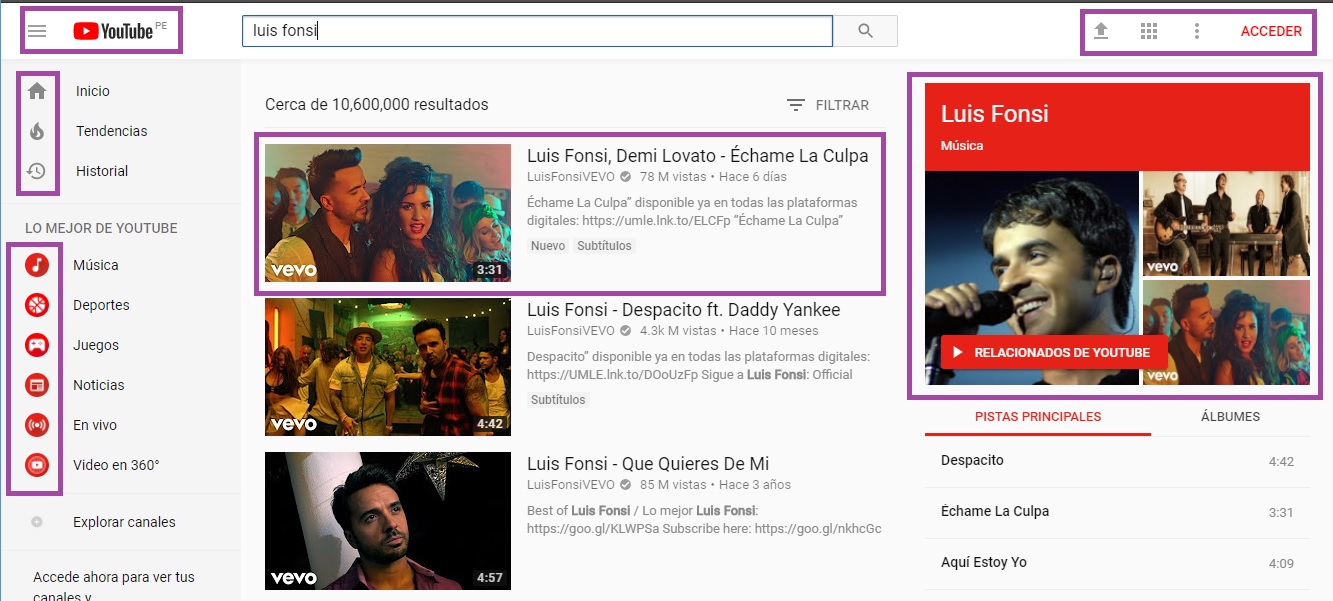 YouTube PE
luis fonsi
ACCEDER
Inicio
Tendencias
Historial
LO MEJOR DE YOUTUBE
Música
Deportes
Juegos
Noticias
En vivo
Video en 360°
Explorar canales
Accede ahora para ver tus
canales y
Cerca de 10,600,000 resultados
FILTRAR
vevo
3:31
Luis Fonsi, Demi Lovato - Échame La Culpa
LuisFonsiVEVO 78 M vistas • Hace 6 días
Échame La Culpa” disponible ya en todas las plataformas
digitales: https://umle.lnk.to/ELCFp “Échame La Culpa”
Nuevo Subtítulos
vevo
4:42
Luis Fonsi - Despacito ft. Daddy Yankee
LuisFonsiVEVO 4.3k M vistas • Hace 10 meses
Despacito” disponible ya en todas las plataformas digitales:
https://UMLE.lnk.to/DOoUzFp Sigue a Luis Fonsi: Official
Subtítulos
vevo
4:57
Luis Fonsi - Que Quieres De Mi
LuisFonsiVEVO 85 M vistas • Hace 3 años
Best of Luis Fonsi / Lo mejor Luis Fonsi:
https://goo.gl/KLWPSa Subscribe here: https://goo.gl/nkhcGc
Luis Fonsi
Música
vevo
vevo
RELACIONADOS DE YOUTUBE
PISTAS PRINCIPALES ÁLBUMES
Despacito 4:42
Échame La Culpa 3:31
Aquí Estoy Yo 4:09